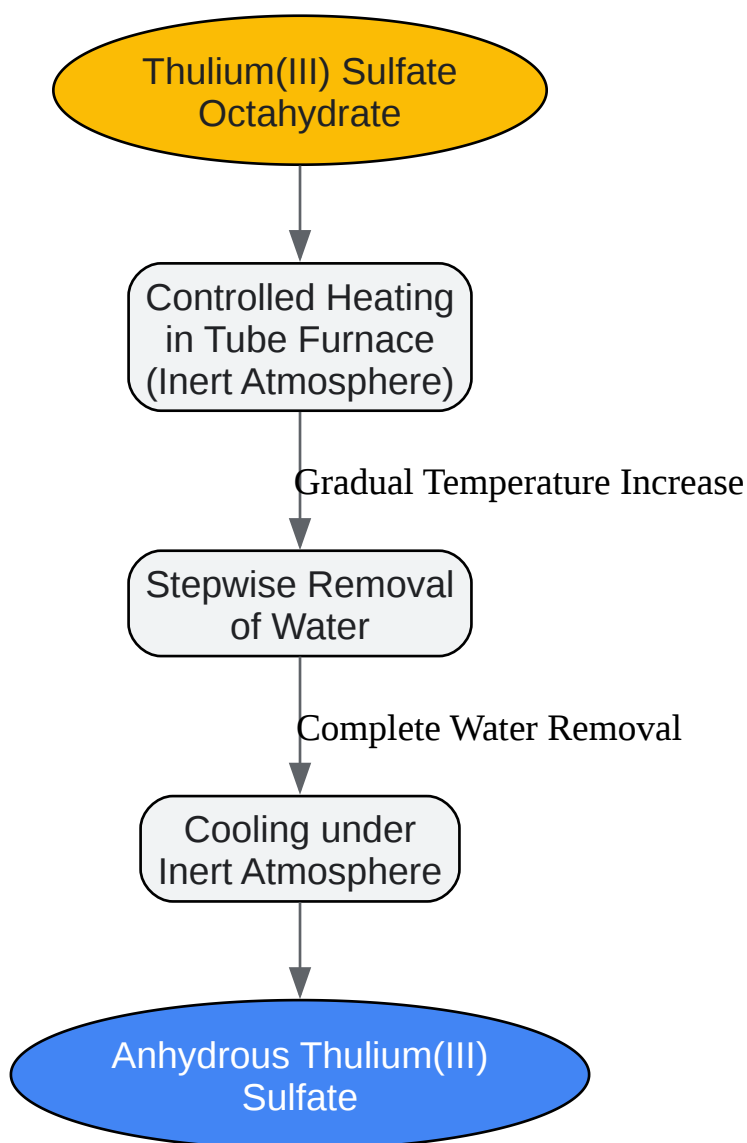 Thulium(III) Sulfate
Octahydrate
Controlled Heating
in Tube Furnace
(Inert Atmosphere)
Gradual Temperature Increase
Stepwise Removal
of Water
Complete Water Removal
Cooling under
Inert Atmosphere
Anhydrous Thulium(III)
Sulfate